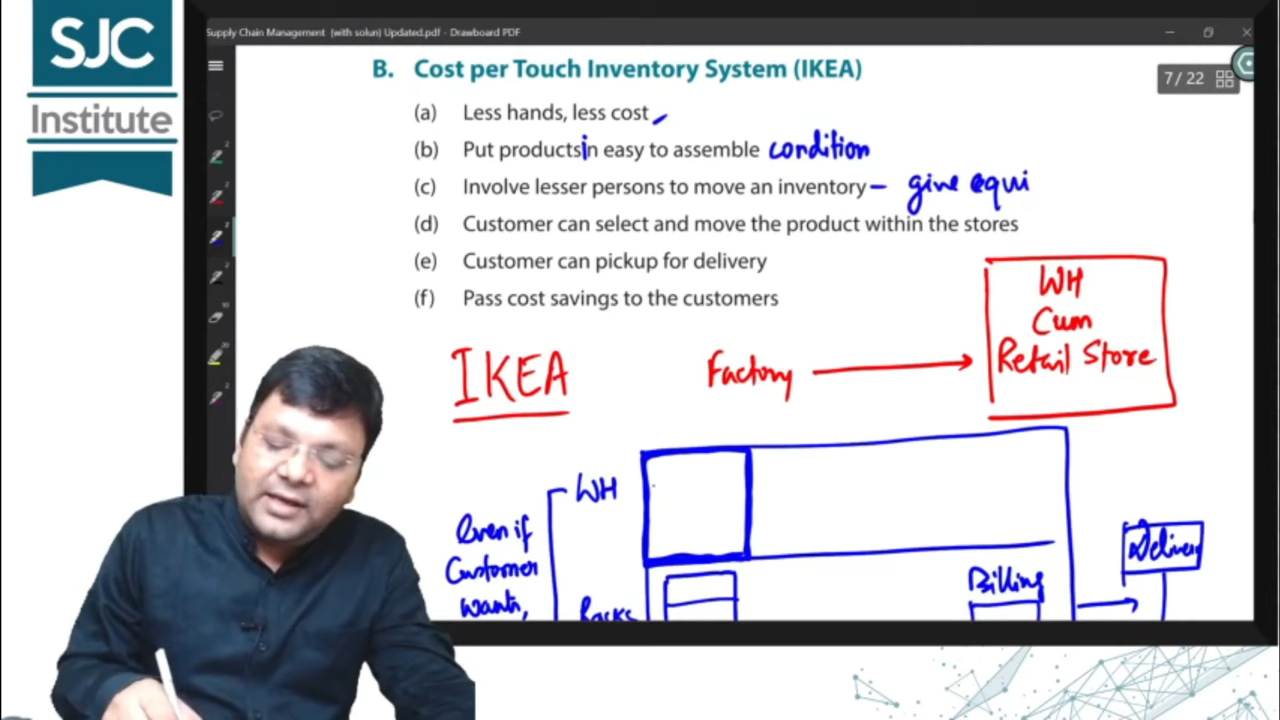 SJC
Institute
Supply Chain Management (with solun) Updated.pdf - Drawboard PDF
7 / 22
B. Cost per Touch Inventory System (IKEA)
(a) Less hands, less cost
(b) Put products in easy to assemble condition
(c) Involve lesser persons to move an inventory – give equi
(d) Customer can select and move the product within the stores
(e) Customer can pickup for delivery
(f) Pass cost savings to the customers
IKEA
Factory
WH
Cum
Retail Store
WH
Even if
Customer
wants,
Racks
Billing
Delivery